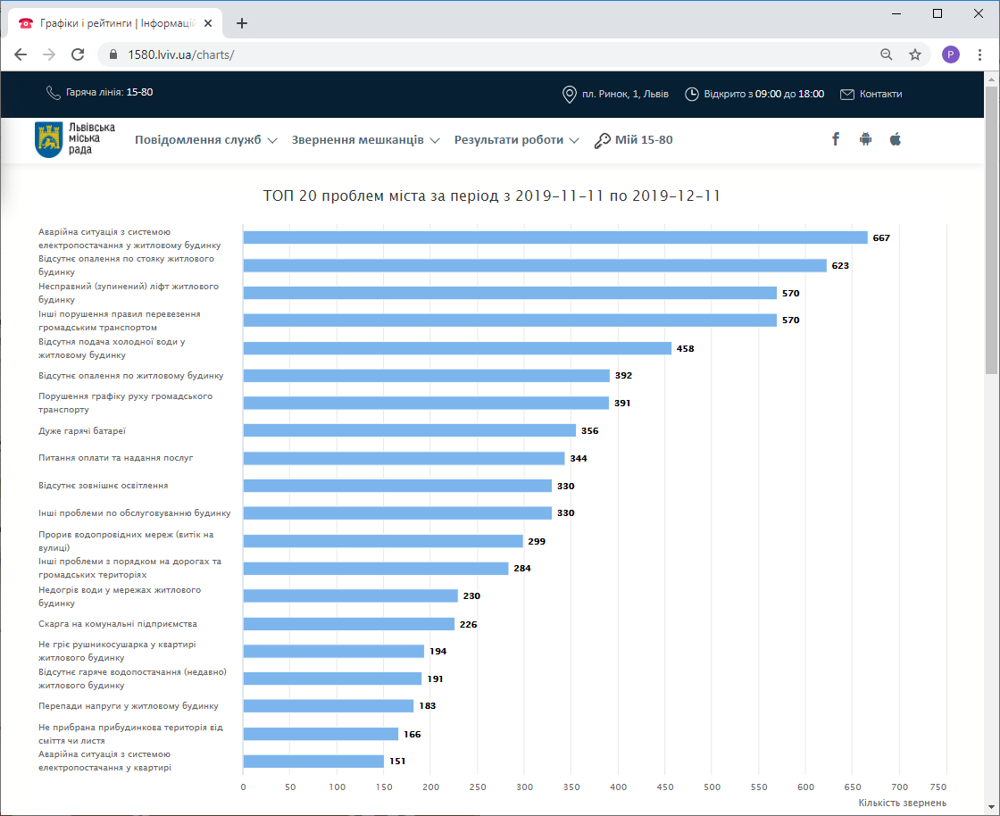 Графіки і рейтинги | Інформацій
1580.lviv.ua/charts/
P
Гаряча лінія: 15-80
пл. Ринок, 1, Львів
Відкрито з 09:00 до 18:00
Контакти
Львівська
міська
рада
Повідомлення служб
Звернення мешканців
Результати роботи
Мій 15-80
ТОП 20 проблем міста за період з 2019-11-11 по 2019-12-11
Аварійна ситуація з системою
електропостачання у житловому будинку
667
Відсутнє опалення по стояку житлового
будинку
623
Несправний (зупинений) ліфт житлового
будинку
570
Інші порушення правил перевезення
громадським транспортом
570
Відсутня подача холодної води у
житловому будинку
458
Відсутнє опалення по житловому будинку
392
Порушення графіку руху громадського
транспорту
391
Дуже гарячі батареї
356
Питання оплати та надання послуг
344
Відсутнє зовнішнє освітлення
330
Інші проблеми по обслуговуванню будинку
330
Прорив водопровідних мереж (витік на
вулиці)
299
Інші проблеми з порядком на дорогах та
громадських територіях
284
Недогрів води у мережах житлового
будинку
230
Скарга на комунальні підприємства
226
Не гріє рушникосушарка у квартирі
житлового будинку
194
Відсутнє гаряче водопостачання (недавно)
житлового будинку
191
Перепади напруги у житловому будинку
183
Не прибрана прибудинкова територія від
сміття чи листя
166
Аварійна ситуація з системою
електропостачання у квартирі
151
0 50 100 150 200 250 300 350 400 450 500 550 600 650 700 750
Кількість звернень